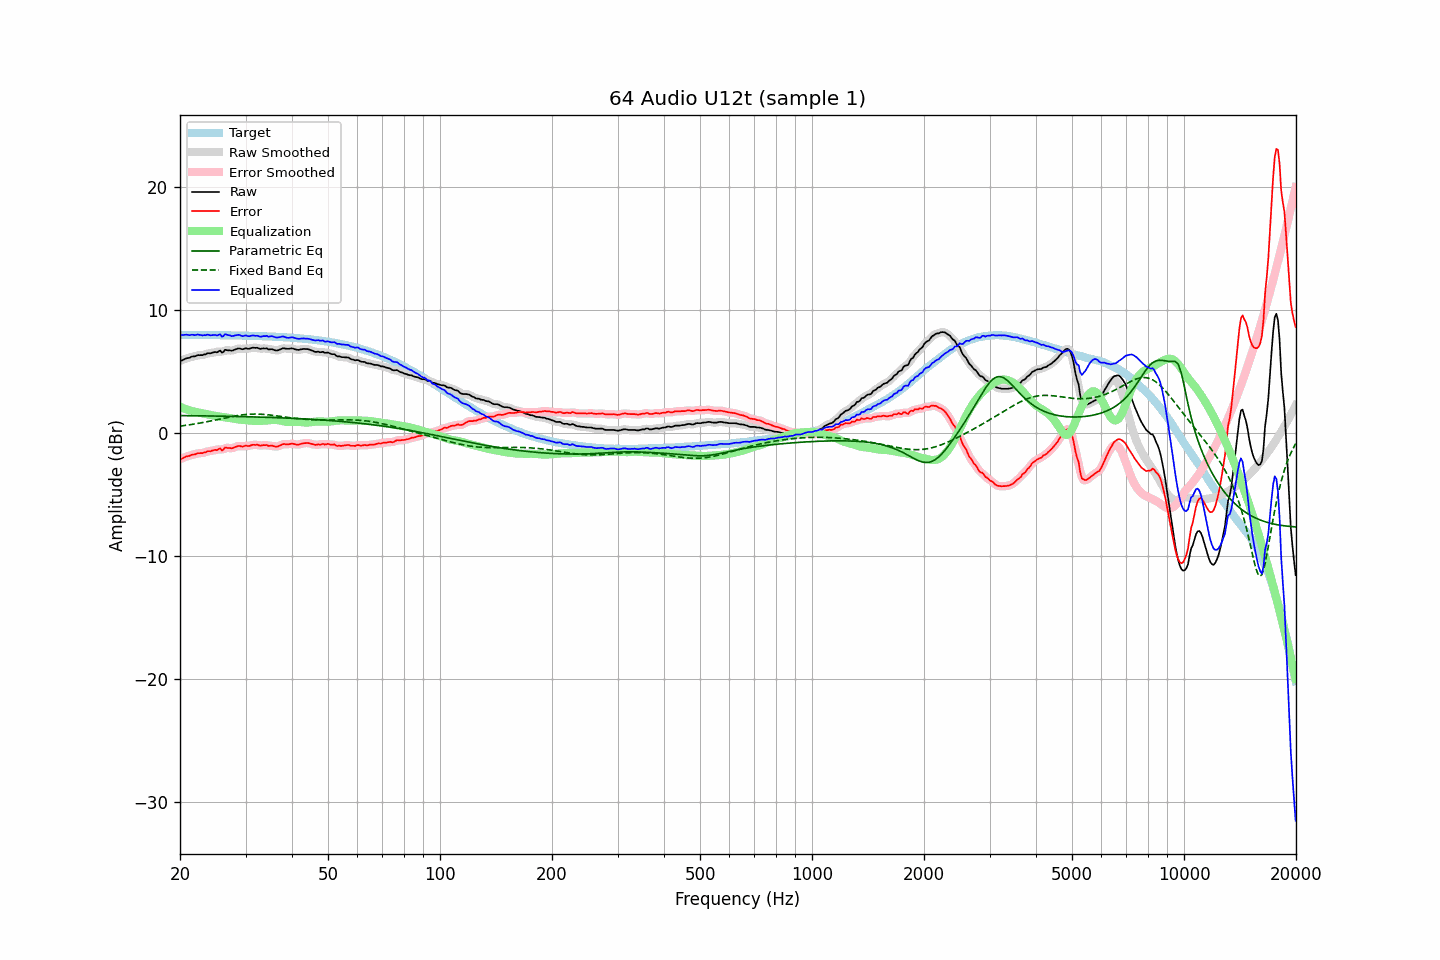 64 Audio U12t (sample 1)
Target
Raw Smoothed
Error Smoothed
Raw
Error
Equalization
Parametric Eq
Fixed Band Eq
Equalized
20
10
0
−10
−20
−30
Amplitude (dBr)
20 50 100 200 500 1000 2000 5000 10000 20000
Frequency (Hz)